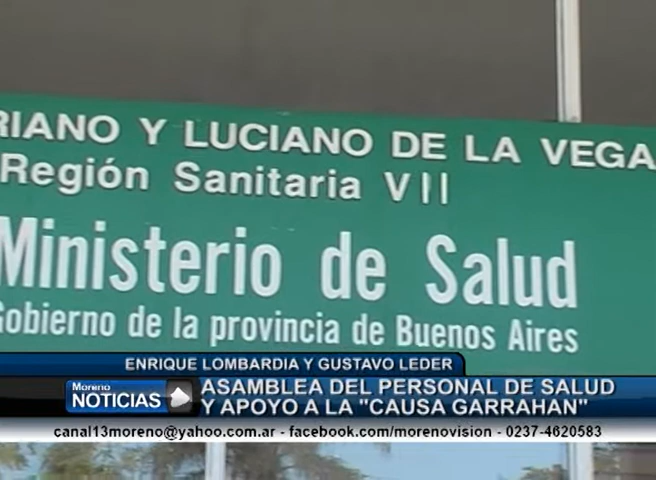 RIANO Y LUCIANO DE LA VEGA
Región Sanitaria VII
Ministerio de Salud
Gobierno de la provincia de Buenos Aires
ENRIQUE LOMBARDIA Y GUSTAVO LEDER
Moreno
NOTICIAS
ASAMBLEA DEL PERSONAL DE SALUD
Y APOYO A LA "CAUSA GARRAHAN"
canal13moreno@yahoo.com.ar - facebook.com/morenovision - 0237-4620583